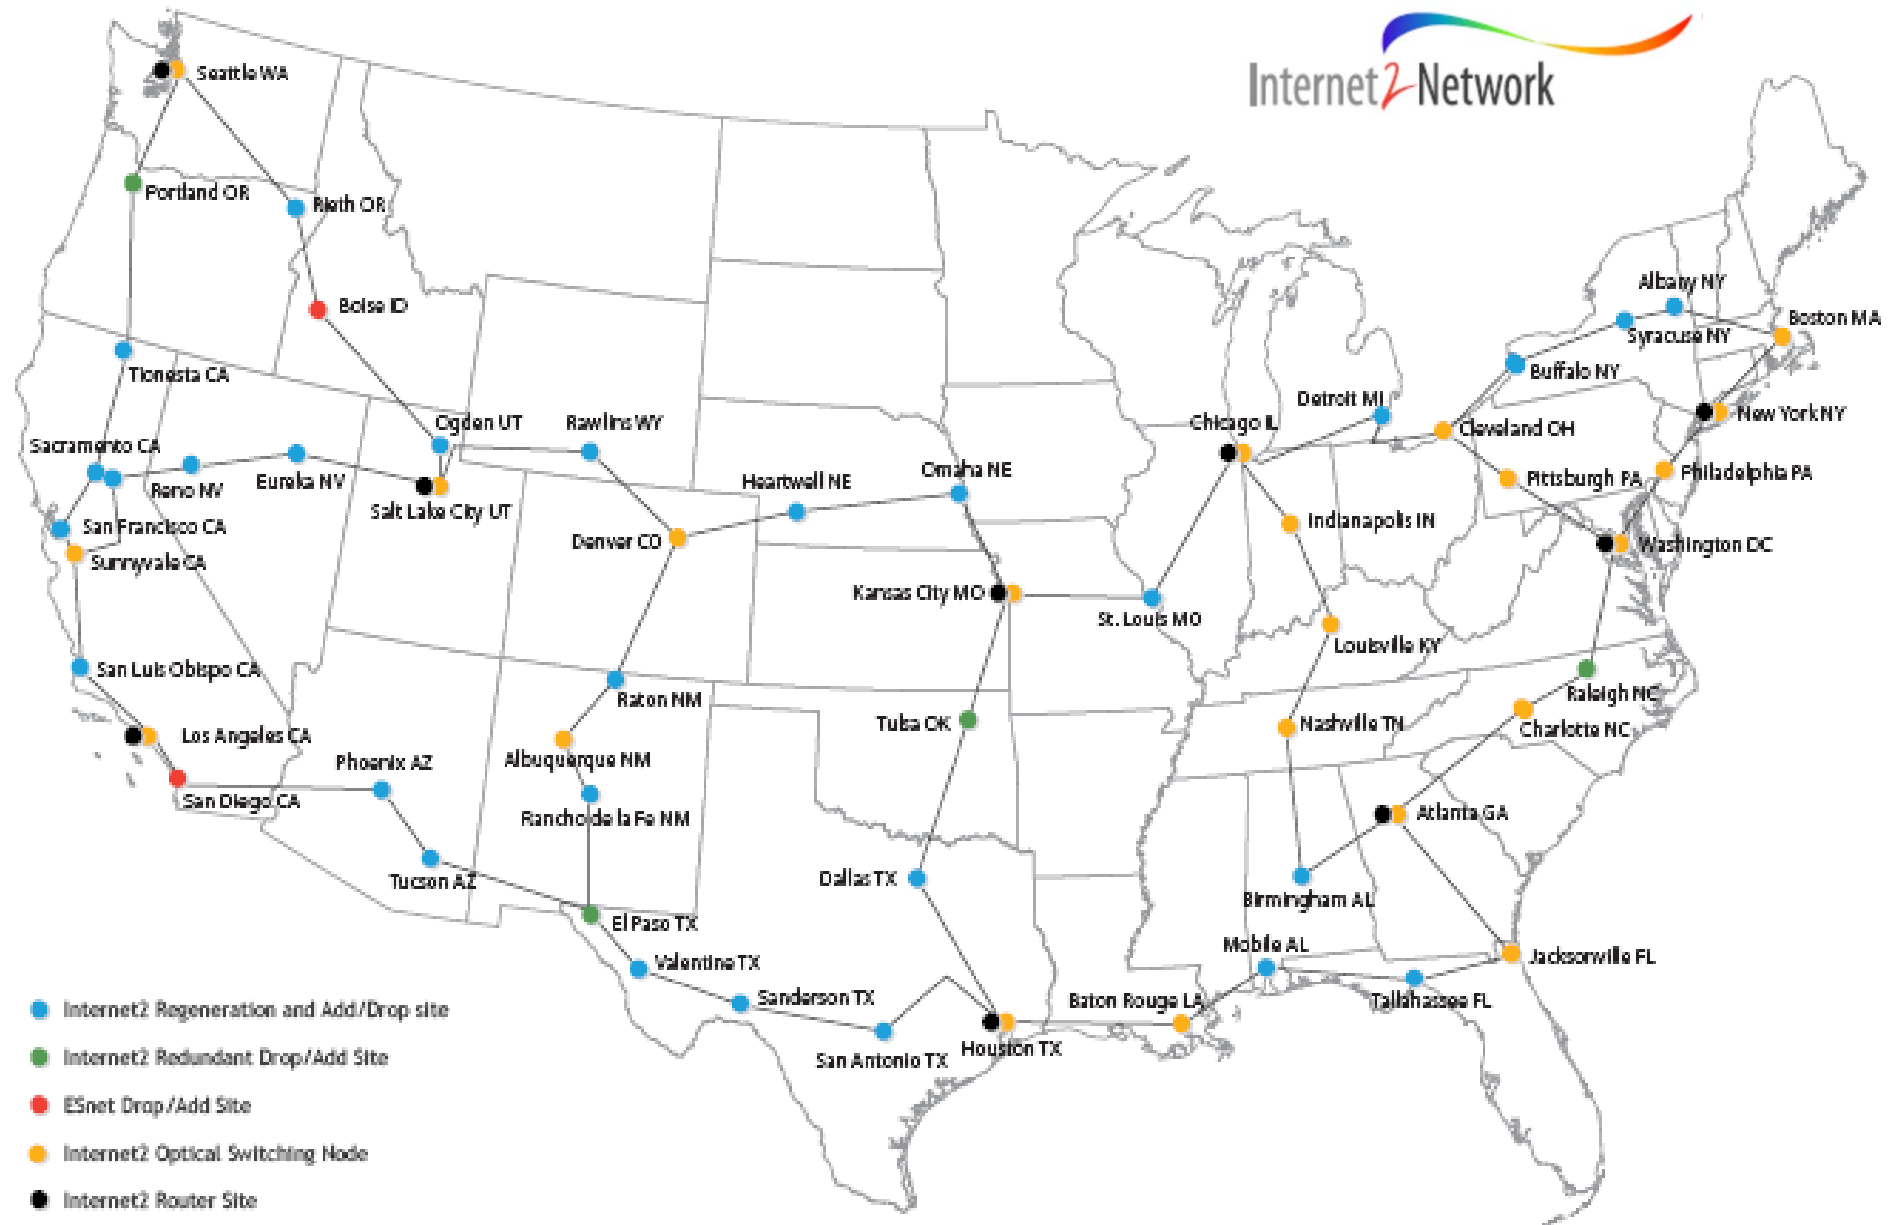 Internet2 Network
Seattle WA
Portland OR
Rieth OR
Boise ID
Albany NY
Boston MA
Syracuse NY
Tionesta CA
Buffalo NY
Detroit MI
New York NY
Ogden UT
Rawlins WY
Chicago IL
Cleveland OH
Sacramento CA
Reno NV
Eureka NV
Heartwell NE
Omaha NE
Pittsburgh PA
Philadelphia PA
Salt Lake City UT
San Francisco CA
Denver CO
Indianapolis IN
Washington DC
Sunnyvale CA
Kansas City MO
St. Louis MO
Louisville KY
San Luis Obispo CA
Raton NM
Raleigh NC
Tulsa OK
Nashville TN
Charlotte NC
Los Angeles CA
Phoenix AZ
Albuquerque NM
San Diego CA
Rancho de la Fe NM
Atlanta GA
Tucson AZ
Dallas TX
Birmingham AL
El Paso TX
Mobile AL
Jacksonville FL
Valentine TX
Sanderson TX
Baton Rouge LA
Tallahassee FL
San Antonio TX
Houston TX
Internet2 Regeneration and Add/Drop site
Internet2 Redundant Drop/Add Site
ESnet Drop/Add Site
Internet2 Optical Switching Node
Internet2 Router Site